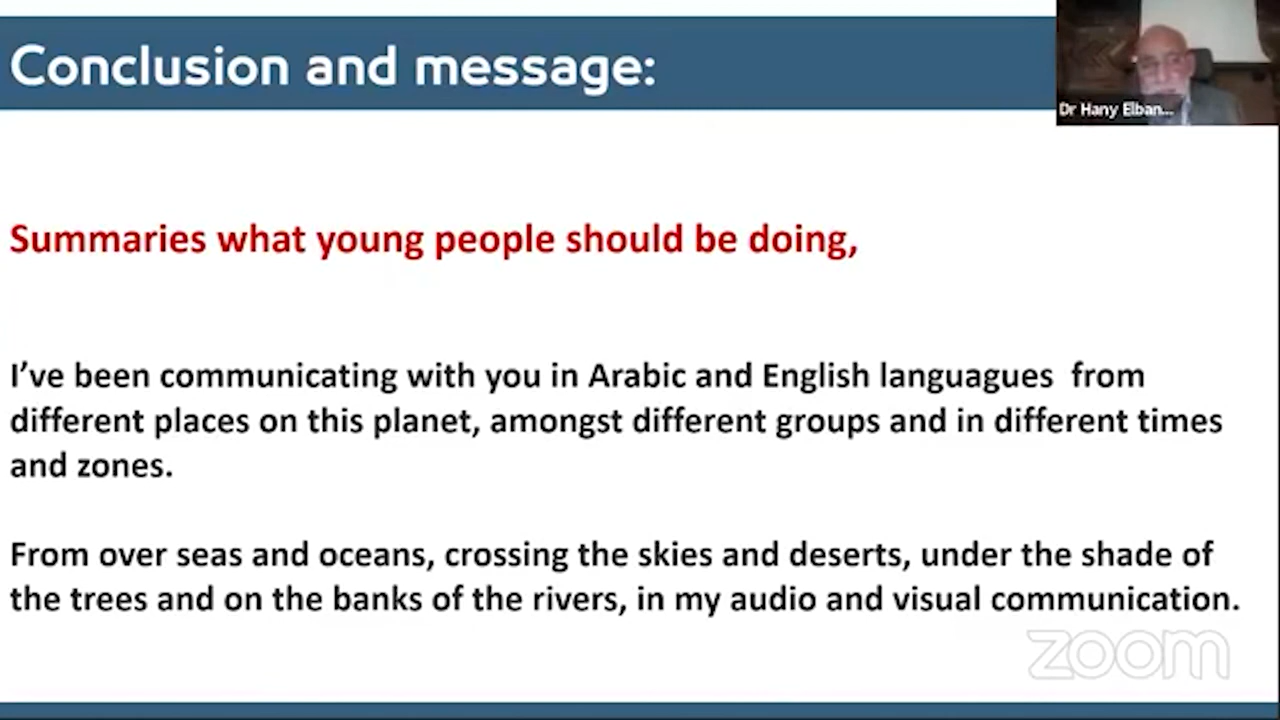 Conclusion and message:
Dr Hany Elban...
Summaries what young people should be doing,
I've been communicating with you in Arabic and English languagues  from
different places on this planet, amongst different groups and in different times
and zones.
From over seas and oceans, crossing the skies and deserts, under the shade of
the trees and on the banks of the rivers, in my audio and visual communication.
zoom